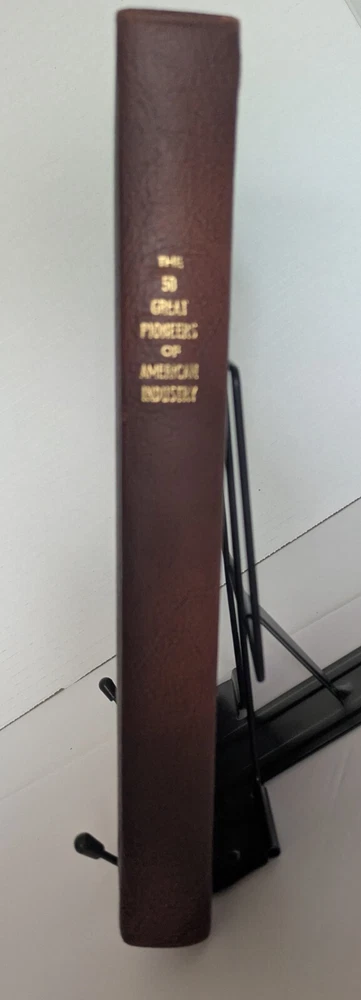 THE
50
GREAT
PIONEERS
OF
AMERICAN
INDUSTRY